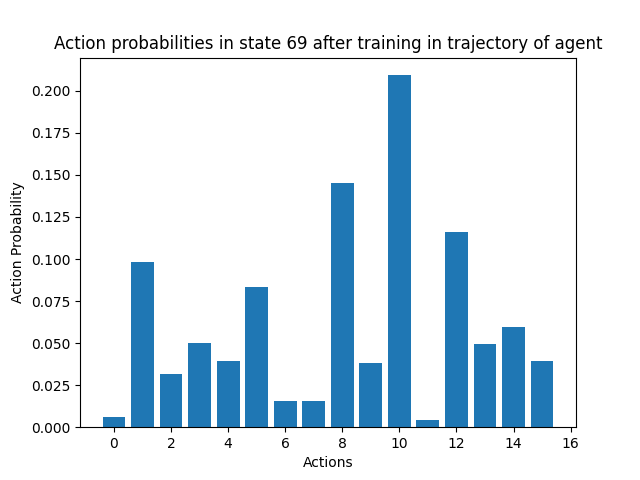 Action probabilities in state 69 after training in trajectory of agent
0.200
0.175
0.150
0.125
0.100
0.075
0.050
0.025
0.000
Action Probability
0 2 4 6 8 10 12 14 16
Actions